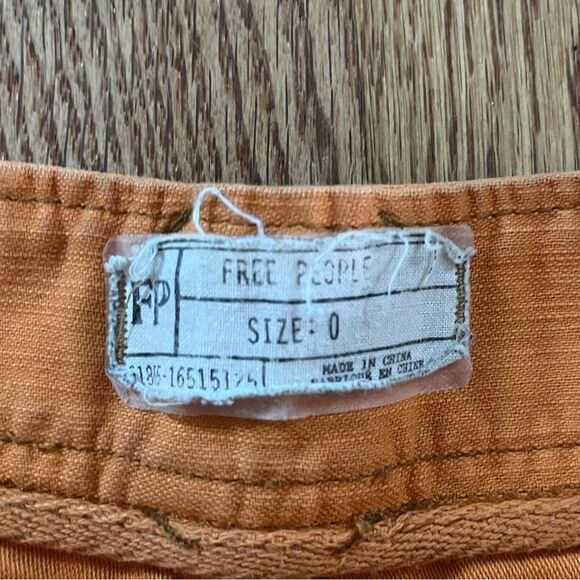 FREE PEOPLE
FP
SIZE: 0
MADE IN CHINA
FABRIQUE EN CHINE